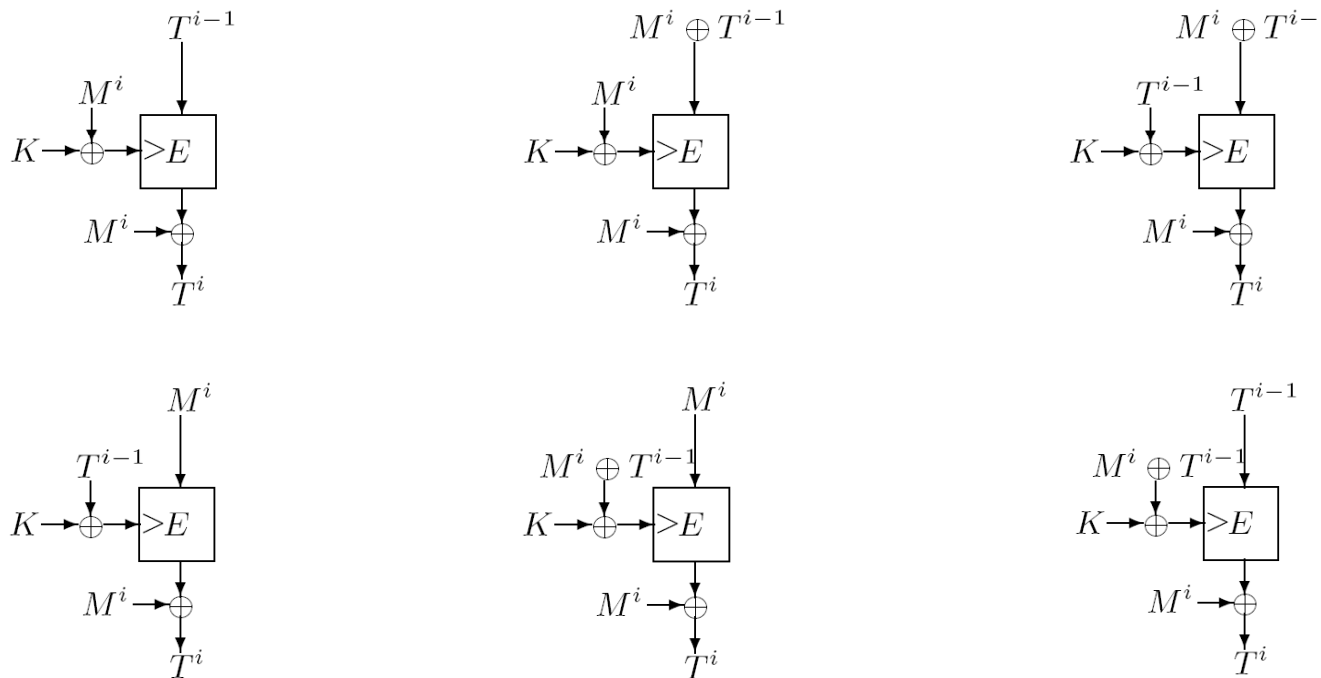 T^{i-1} M^i ⊕ T^{i-1} M^i ⊕ T^{i-}
M^i M^i T^{i-1}
K ⊕ >E K ⊕ >E K ⊕ >E
M^i ⊕ M^i ⊕ M^i ⊕
T^i T^i T^i
M^i M^i T^{i-1}
T^{i-1} M^i ⊕ T^{i-1} M^i ⊕ T^{i-1}
K ⊕ >E K ⊕ >E K ⊕ >E
M^i ⊕ M^i ⊕ M^i ⊕
T^i T^i T^i